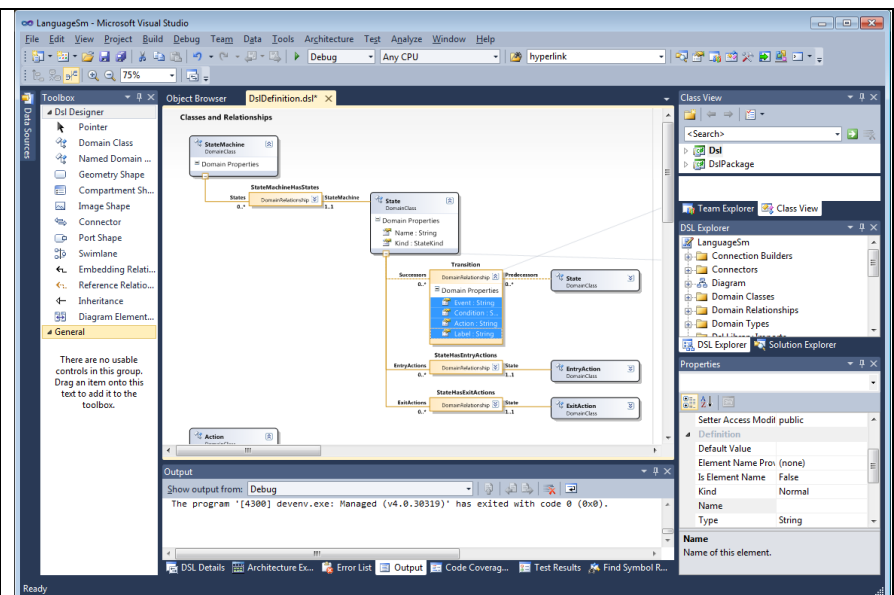 LanguageSm - Microsoft Visual Studio
File Edit View Project Build Debug Team Data Tools Architecture Test Analyze Window Help
Debug Any CPU hyperlink
75%
Data Sources
Toolbox
Dsl Designer
Pointer
Domain Class
Named Domain ...
Geometry Shape
Compartment Sh...
Image Shape
Connector
Port Shape
Swimlane
Embedding Relati...
Reference Relatio...
Inheritance
Diagram Element...
General
There are no usable
controls in this group.
Drag an item onto this
text to add it to the
toolbox.
Object Browser DslDefinition.dsl*
Classes and Relationships
StateMachine
DomainClass
Domain Properties
StateMachineHasStates
States DomainRelationship StateMachine
0..* 1..1
State
DomainClass
Domain Properties
Name : String
Kind : StateKind
Transition
Successors DomainRelationship Predecessors
0..* 0..*
Domain Properties
Event : String
Condition : S...
Action : String
Label : String
State
DomainClass
StateHasEntryActions
EntryActions DomainRelationship State
0..* 1..1
EntryAction
DomainClass
StateHasExitActions
ExitActions DomainRelationship State
0..* 1..1
ExitAction
DomainClass
Action
Output
Show output from: Debug
The program '[4300] devenv.exe: Managed (v4.0.30319)' has exited with code 0 (0x0).
DSL Details Architecture Ex... Error List Output Code Coverag... Test Results Find Symbol R...
Class View
<Search>
Dsl
DslPackage
Team Explorer Class View
DSL Explorer
LanguageSm
Connection Builders
Connectors
Diagram
Domain Classes
Domain Relationships
Domain Types
DSL Explorer Solution Explorer
Properties
Setter Access Modif public
Definition
Default Value
Element Name Prov (none)
Is Element Name False
Kind Normal
Name
Type String
Name
Name of this element.
Ready